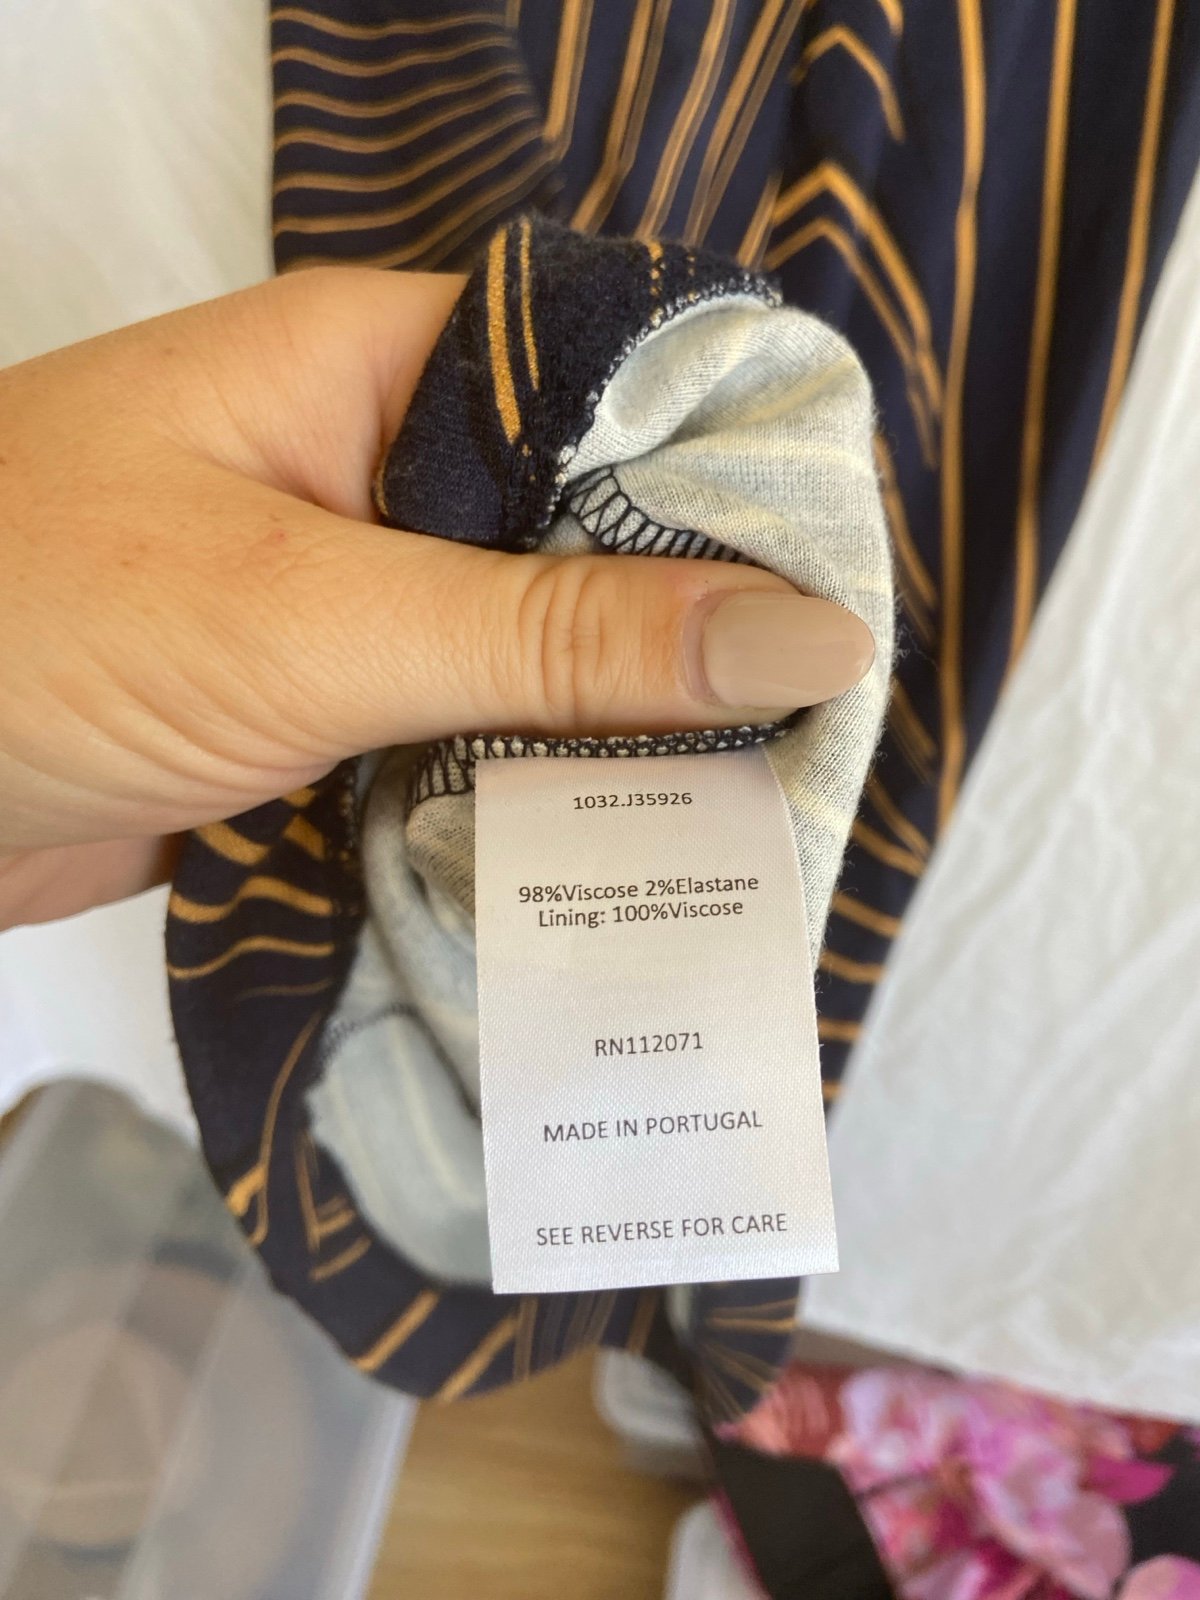 1032.J35926
98%Viscose 2%Elastane
Lining: 100%Viscose
RN112071
MADE IN PORTUGAL
SEE REVERSE FOR CARE